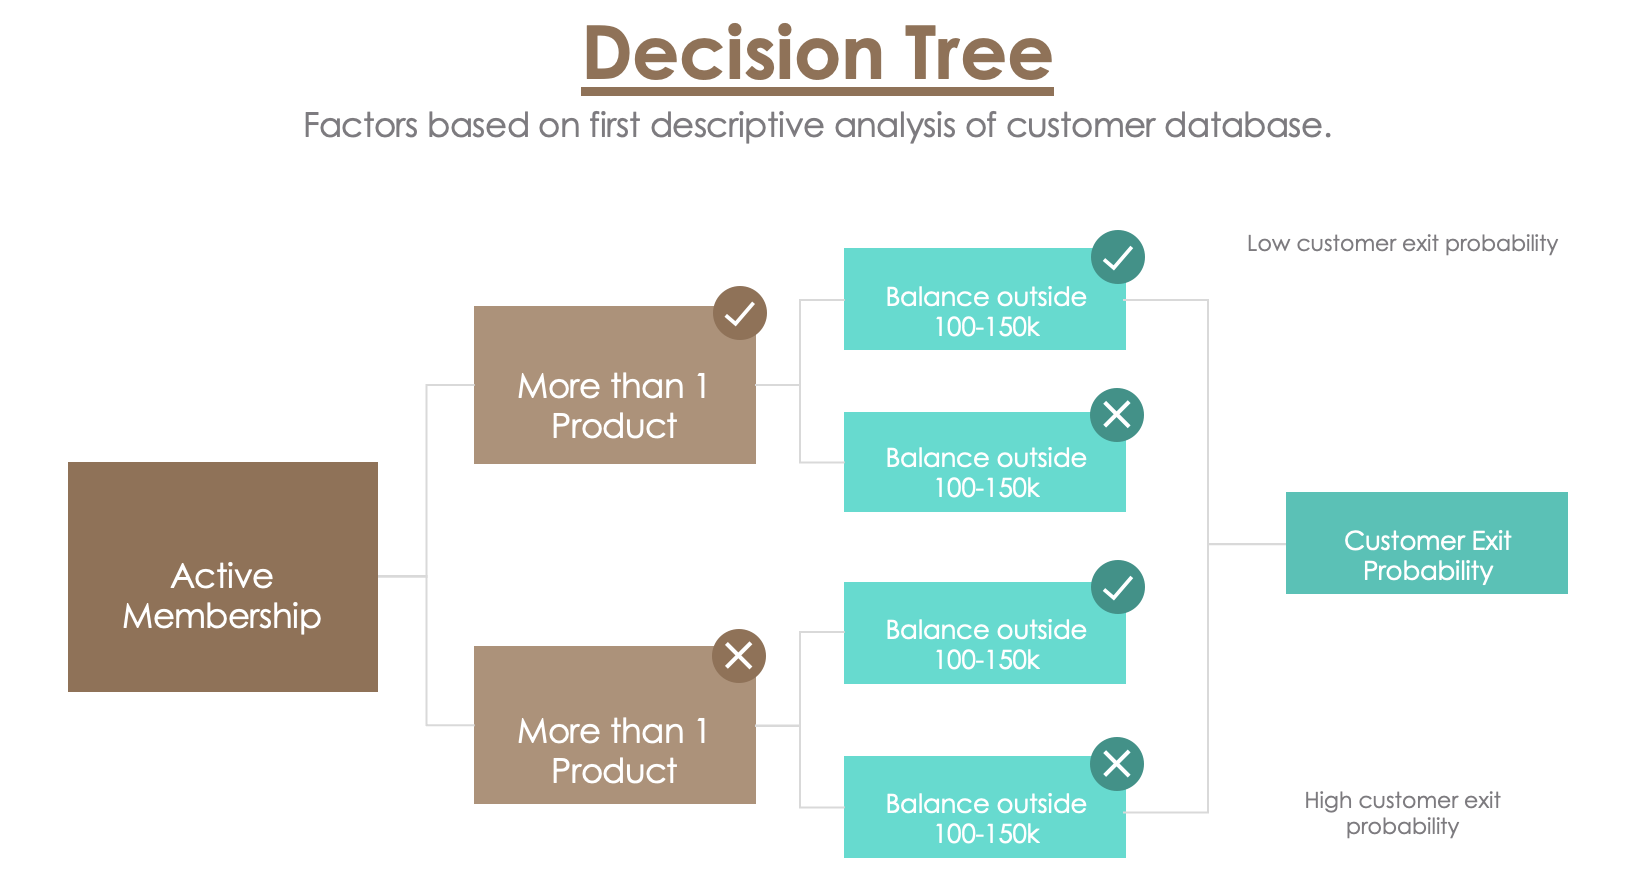 Decision Tree
Factors based on first descriptive analysis of customer database.
Low customer exit probability
Balance outside
100-150k
More than 1
Product
Balance outside
100-150k
Active
Membership
Customer Exit
Probability
Balance outside
100-150k
More than 1
Product
Balance outside
100-150k
High customer exit
probability